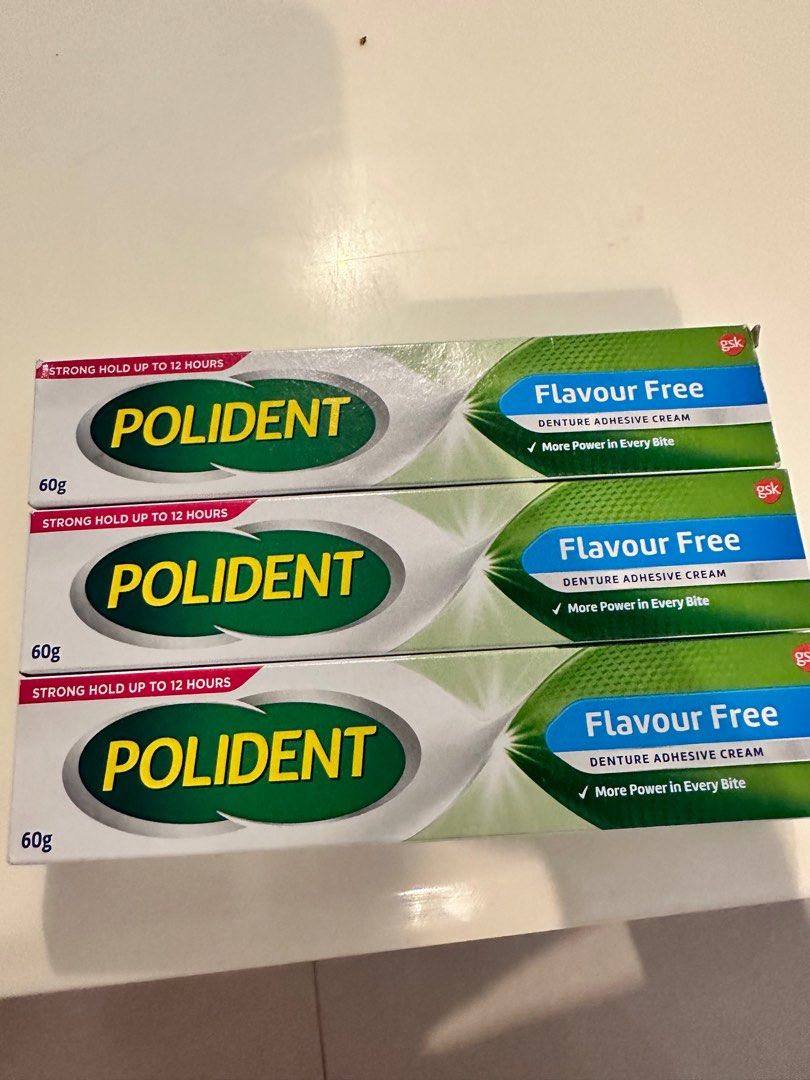 STRONG HOLD UP TO 12 HOURS
gsk
POLIDENT
Flavour Free
DENTURE ADHESIVE CREAM
✓ More Power in Every Bite
60g
STRONG HOLD UP TO 12 HOURS
gsk
POLIDENT
Flavour Free
DENTURE ADHESIVE CREAM
✓ More Power in Every Bite
60g
STRONG HOLD UP TO 12 HOURS
gs
POLIDENT
Flavour Free
DENTURE ADHESIVE CREAM
✓ More Power in Every Bite
60g